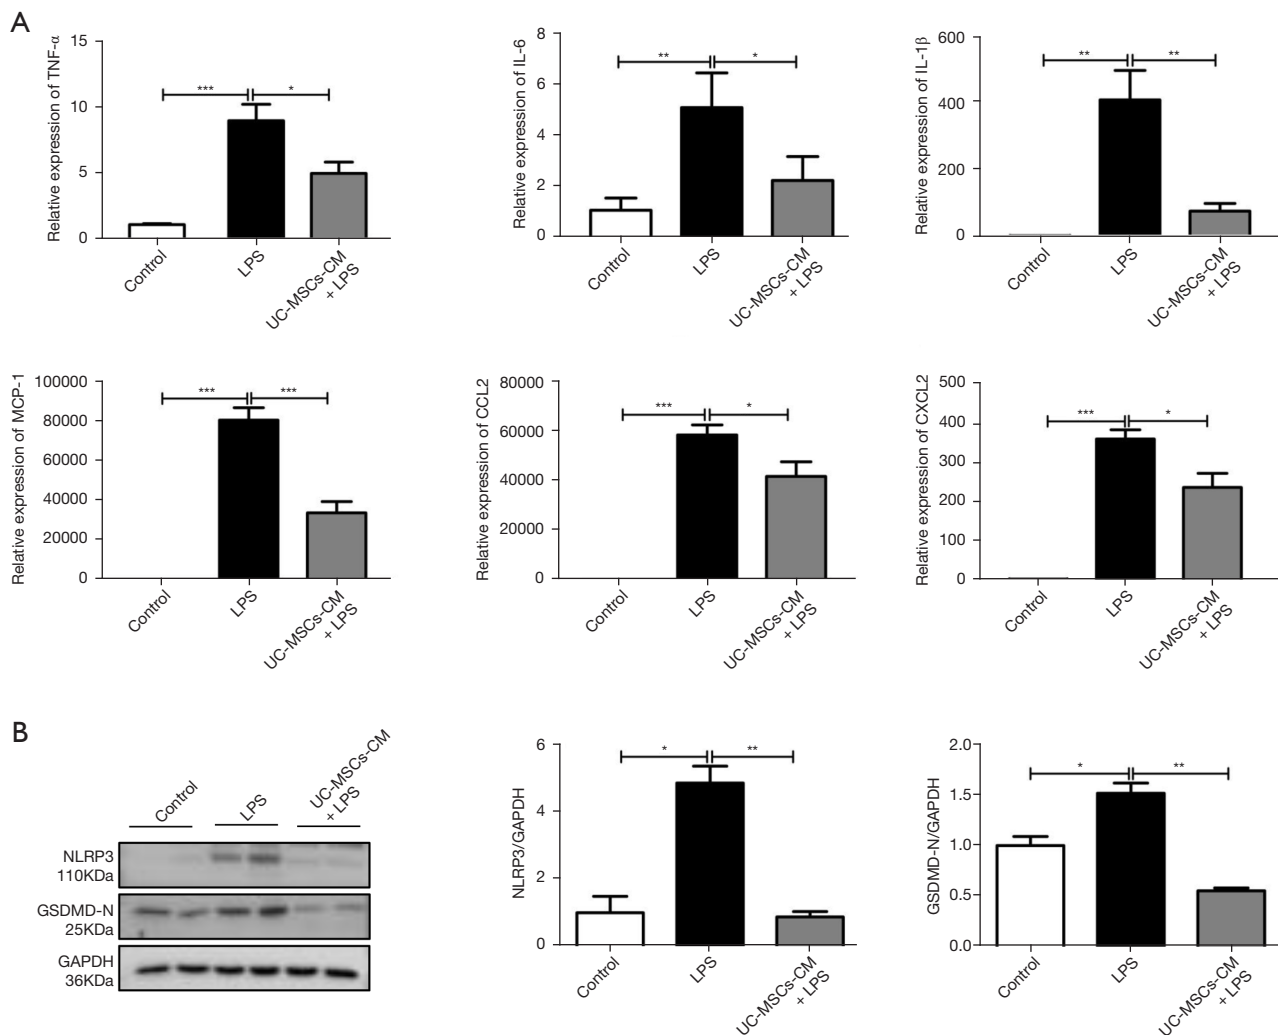 A
Relative expression of TNF-α
15
10
5
0
***
*
Control
LPS
UC-MSCs-CM
+ LPS
Relative expression of IL-6
8
6
4
2
0
**
*
Control
LPS
UC-MSCs-CM
+ LPS
Relative expression of IL-1β
600
400
200
0
**
**
Control
LPS
UC-MSCs-CM
+ LPS
Relative expression of MCP-1
100000
80000
60000
40000
20000
0
***
***
Control
LPS
UC-MSCs-CM
+ LPS
Relative expression of CCL2
80000
60000
40000
20000
0
***
*
Control
LPS
UC-MSCs-CM
+ LPS
Relative expression of CXCL2
500
400
300
200
100
0
***
*
Control
LPS
UC-MSCs-CM
+ LPS
B
Control
LPS
UC-MSCs-CM
+ LPS
NLRP3
110KDa
GSDMD-N
25KDa
GAPDH
36KDa
NLRP3/GAPDH
6
4
2
0
*
**
Control
LPS
UC-MSCs-CM
+ LPS
GSDMD-N/GAPDH
2.0
1.5
1.0
0.5
0.0
*
**
Control
LPS
UC-MSCs-CM
+ LPS